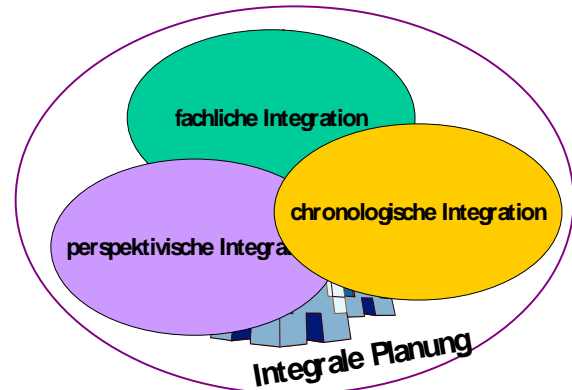 fachliche Integration
chronologische Integration
perspektivische Integra
Integrale Planung